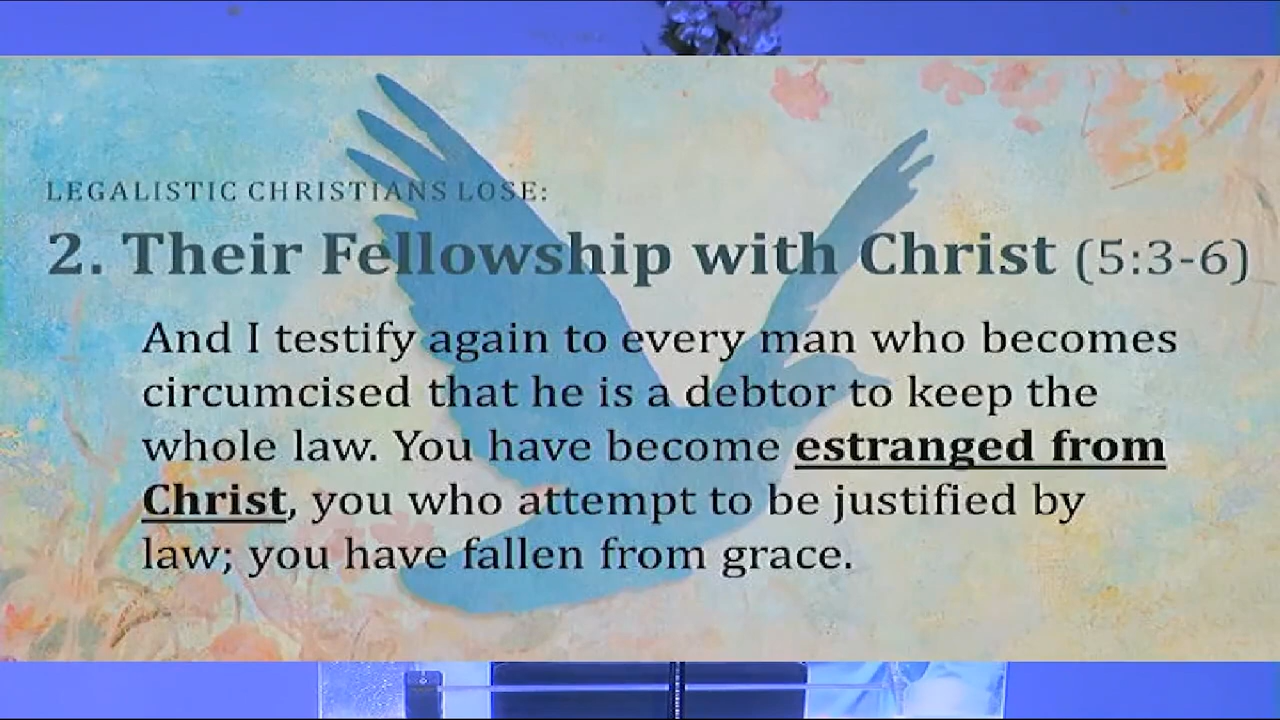 LEGALISTIC CHRISTIANS LOSE:
2. Their Fellowship with Christ (5:3-6)
And I testify again to every man who becomes
circumcised that he is a debtor to keep the
whole law. You have become estranged from
Christ, you who attempt to be justified by
law; you have fallen from grace.